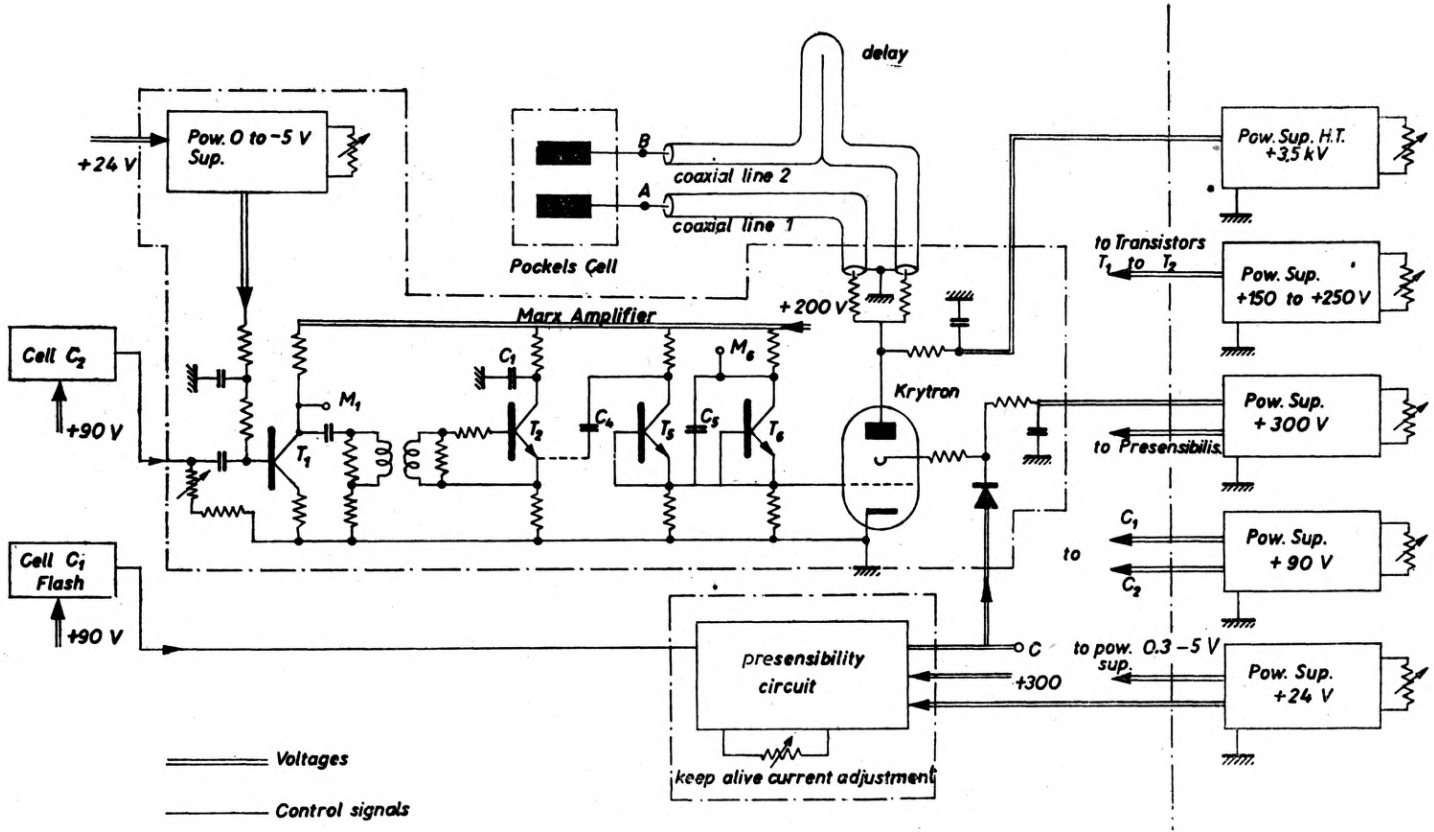 delay
Pow. 0 to -5 V
Sup.
+24 V
B
coaxial line 2
A
coaxial line 1
Pockels Cell
Pow. Sup. H.T.
+3,5 kV
to Transistors
T1 to T2
Pow. Sup.
+150 to +250 V
+200 V
Marx Amplifier
Cell C2
+90 V
M1
T1
C1
T2
C4
T5
C5
M6
T6
Krytron
Pow. Sup.
+ 300 V
to Presensibilis.
Cell C1
Flash
+90 V
C1
to
C2
Pow. Sup.
+ 90 V
presensibility
circuit
C
+300
to pow. 0.3 -5 V
sup.
Pow. Sup.
+24 V
keep alive current adjustment
Voltages
Control signals